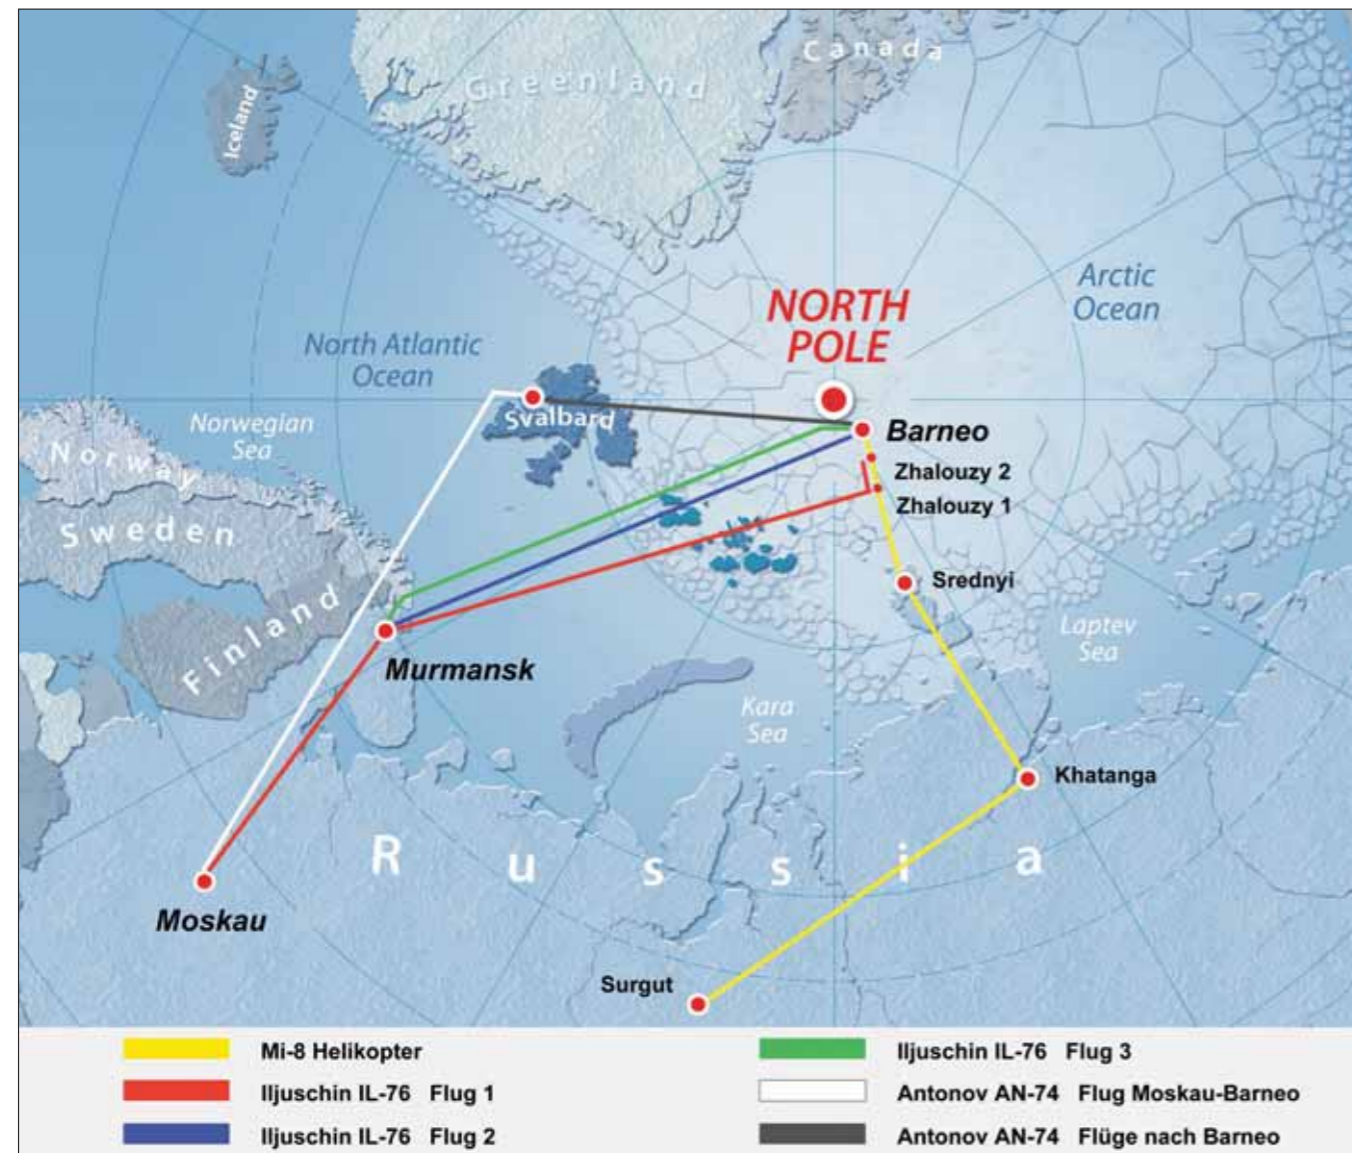 Canada
Greenland
Iceland
NORTH
POLE
Arctic
Ocean
North Atlantic
Ocean
Svalbard
Norwegian
Sea
Barneo
Norway
Zhalouzy 2
Zhalouzy 1
Sweden
Srednyi
Finland
Laptev
Sea
Murmansk
Kara
Sea
Khatanga
Russia
Moskau
Surgut
Mi-8 Helikopter
Iljuschin IL-76 Flug 1
Iljuschin IL-76 Flug 2
Iljuschin IL-76 Flug 3
Antonov AN-74 Flug Moskau-Barneo
Antonov AN-74 Flüge nach Barneo